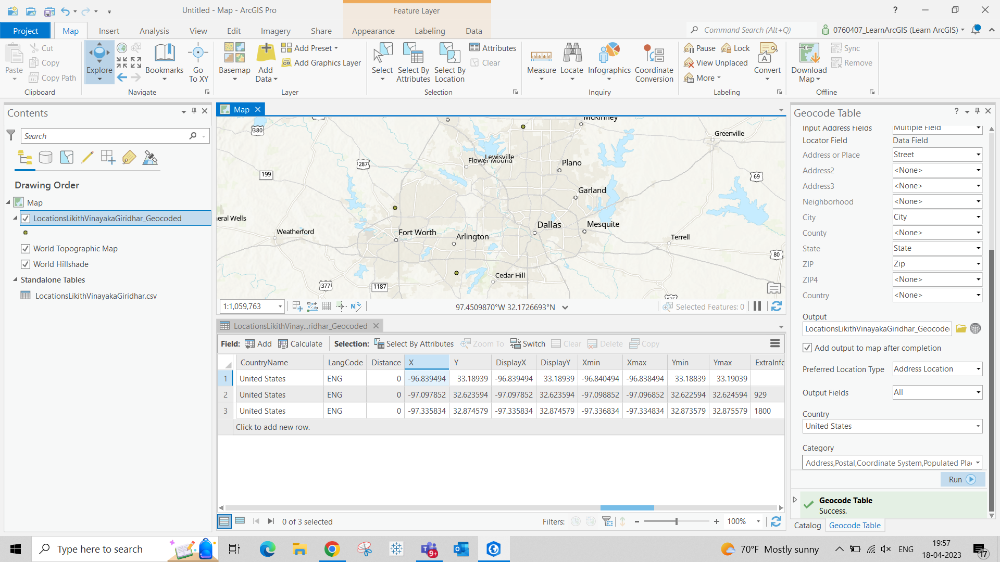 Untitled - Map - ArcGIS Pro
Feature Layer
?
Project
Map
Insert
Analysis
View
Edit
Imagery
Share
Appearance
Labeling
Data
Command Search (Alt+Q)
0760407_LearnArcGIS (Learn ArcGIS)
Paste
Cut
Copy
Copy Path
Clipboard
Explore
Bookmarks
Go To XY
Navigate
Basemap
Add Data
Add Preset
Add Graphics Layer
Layer
Select
Select By Attributes
Select By Location
Attributes
Clear
Selection
Measure
Locate
Infographics
Coordinate Conversion
Inquiry
Pause
Lock
View Unplaced
More
Convert
Labeling
Download Map
Sync
Remove
Offline
Contents
Search
Drawing Order
Map
LocationsLikithVinayakaGiridhar_Geocoded
World Topographic Map
World Hillshade
Standalone Tables
LocationsLikithVinayakaGiridhar.csv
Map
380
McKinney
Greenville
Lewisville
Flower Mound
287
Plano
199
69
Garland
eral Wells
Weatherford
Fort Worth
Arlington
Dallas
Mesquite
Terrell
80
Cedar Hill
377
1187
1:1,059,763
97.4509870°W 32.1726693°N
Selected Features: 0
LocationsLikithVinay...ridhar_Geocoded
Field: Add Calculate Selection: Select By Attributes Zoom To Switch Clear Delete Copy
CountryName LangCode Distance X Y DisplayX DisplayY Xmin Xmax Ymin Ymax ExtraInfo
1 United States ENG 0 -96.839494 33.18939 -96.839494 33.18939 -96.840494 -96.838494 33.18839 33.19039
2 United States ENG 0 -97.097852 32.623594 -97.097852 32.623594 -97.098852 -97.096852 32.622594 32.624594 929
3 United States ENG 0 -97.335834 32.874579 -97.335834 32.874579 -97.336834 -97.334834 32.873579 32.875579 1800
Click to add new row.
0 of 3 selected
Filters:
100%
Geocode Table
?
Input Address Fields Multiple Field
Locator Field Data Field
Address or Place Street
Address2 <None>
Address3 <None>
Neighborhood <None>
City City
County <None>
State State
ZIP Zip
ZIP4 <None>
Country <None>
Output
LocationsLikithVinayakaGiridhar_Geocode
Add output to map after completion
Preferred Location Type Address Location
Output Fields All
Country
United States
Category
Address,Postal,Coordinate System,Populated Pla
Run
Geocode Table
Success.
Catalog
Geocode Table
Type here to search
9+
70°F Mostly sunny
ENG
19:57
18-04-2023
17